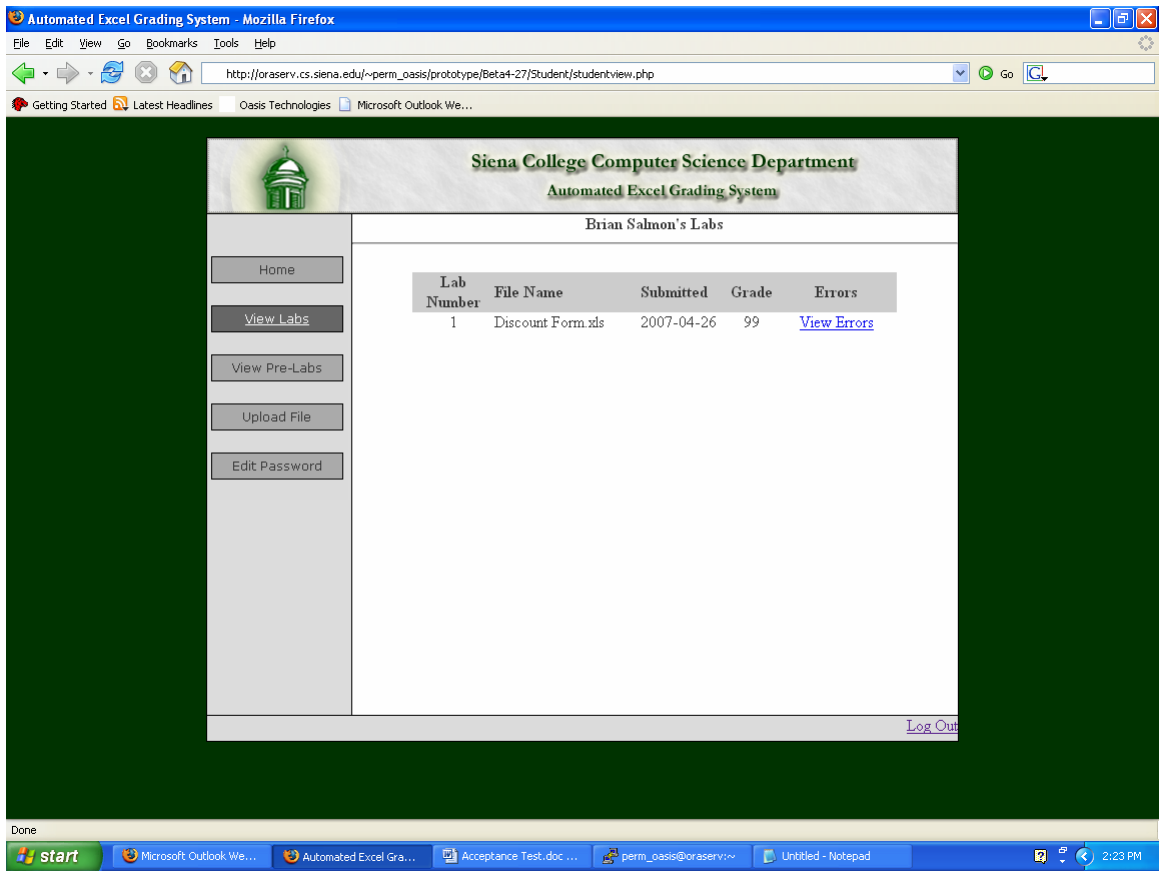 Automated Excel Grading System - Mozilla Firefox
File Edit View Go Bookmarks Tools Help
http://oraserv.cs.siena.edu/~perm_oasis/prototype/Beta4-27/Student/studentview.php Go G
Getting Started Latest Headlines Oasis Technologies Microsoft Outlook We...
Siena College Computer Science Department
Automated Excel Grading System
Brian Salmon's Labs
Home
View Labs
View Pre-Labs
Upload File
Edit Password
Lab Number File Name Submitted Grade Errors
1 Discount Form.xls 2007-04-26 99 View Errors
Log Out
Done
start Microsoft Outlook We... Automated Excel Gra... Acceptance Test.doc ... perm_oasis@oraserv:~ Untitled - Notepad 2:23 PM